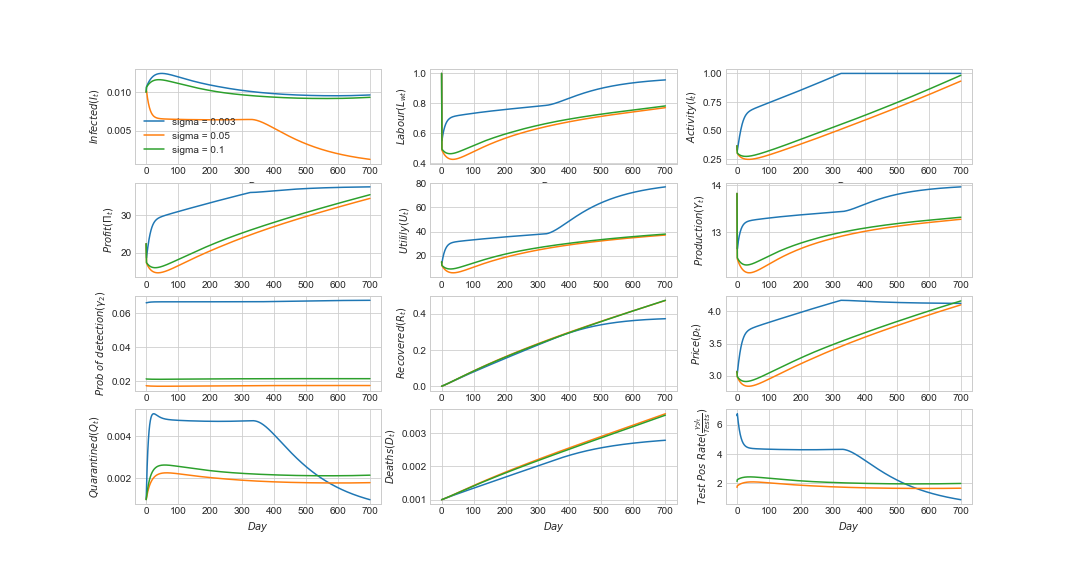 Infected(Iₜ)
0.010
0.005
sigma = 0.003
sigma = 0.05
sigma = 0.1
0 100 200 300 400 500 600 700
Labour(Lwt)
1.0
0.8
0.6
0.4
0 100 200 300 400 500 600 700
1.00
0.75
0.50
0.25
Activity
0 100 200 300 400 500 600 700
Profit(Πₜ)
30
20
0 100 200 300 400 500 600 700
Utility(Uₜ)
80
60
40
20
0 100 200 300 400 500 600 700
Production(Yₜ)
14
13
0 100 200 300 400 500 600 700
Prob of detection(γ₂)
0.06
0.04
0.02
0 100 200 300 400 500 600 700
Recovered(Rₜ)
0.4
0.2
0.0
0 100 200 300 400 500 600 700
Price(pₜ)
4.0
3.5
3.0
0 100 200 300 400 500 600 700
Quarantined(Qₜ)
0.004
0.002
0 100 200 300 400 500 600 700
Day
Deaths(Dₜ)
0.003
0.002
0.001
0 100 200 300 400 500 600 700
Day
Test Pos Rate(γ₂Iₜ/Tests)
6
4
2
0 100 200 300 400 500 600 700
Day